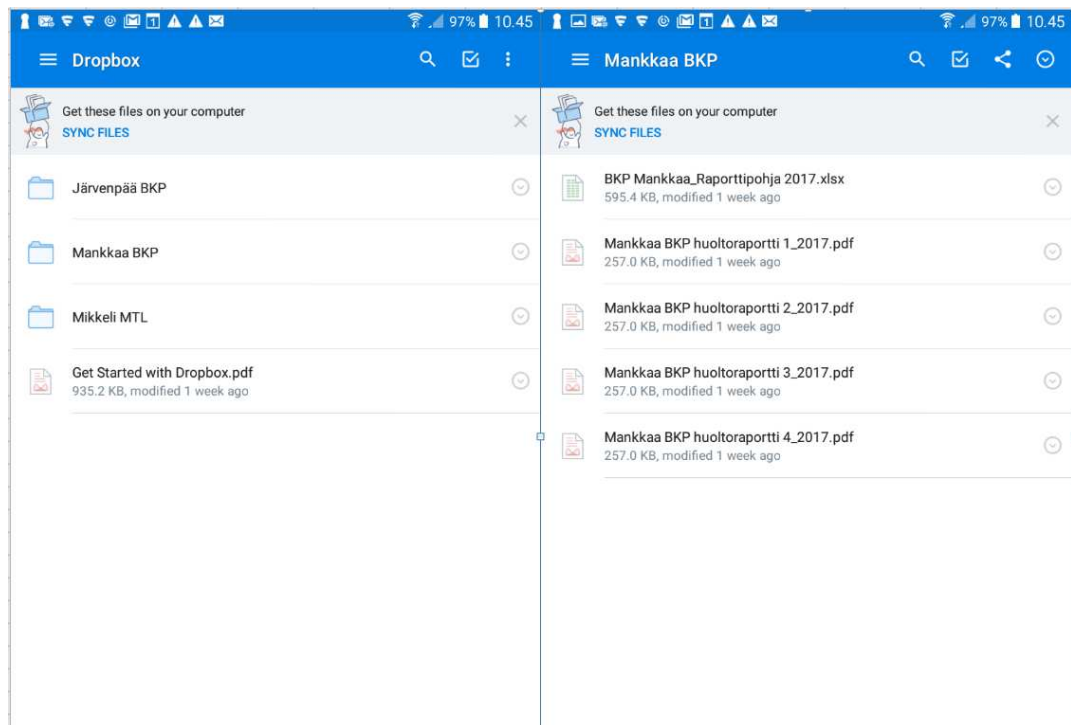 97% 10.45
Dropbox
Get these files on your computer
SYNC FILES
Järvenpää BKP
Mankkaa BKP
Mikkeli MTL
Get Started with Dropbox.pdf
935.2 KB, modified 1 week ago
97% 10.45
Mankkaa BKP
Get these files on your computer
SYNC FILES
BKP Mankkaa_Raporttipohja 2017.xlsx
595.4 KB, modified 1 week ago
Mankkaa BKP huoltoraportti 1_2017.pdf
257.0 KB, modified 1 week ago
Mankkaa BKP huoltoraportti 2_2017.pdf
257.0 KB, modified 1 week ago
Mankkaa BKP huoltoraportti 3_2017.pdf
257.0 KB, modified 1 week ago
Mankkaa BKP huoltoraportti 4_2017.pdf
257.0 KB, modified 1 week ago